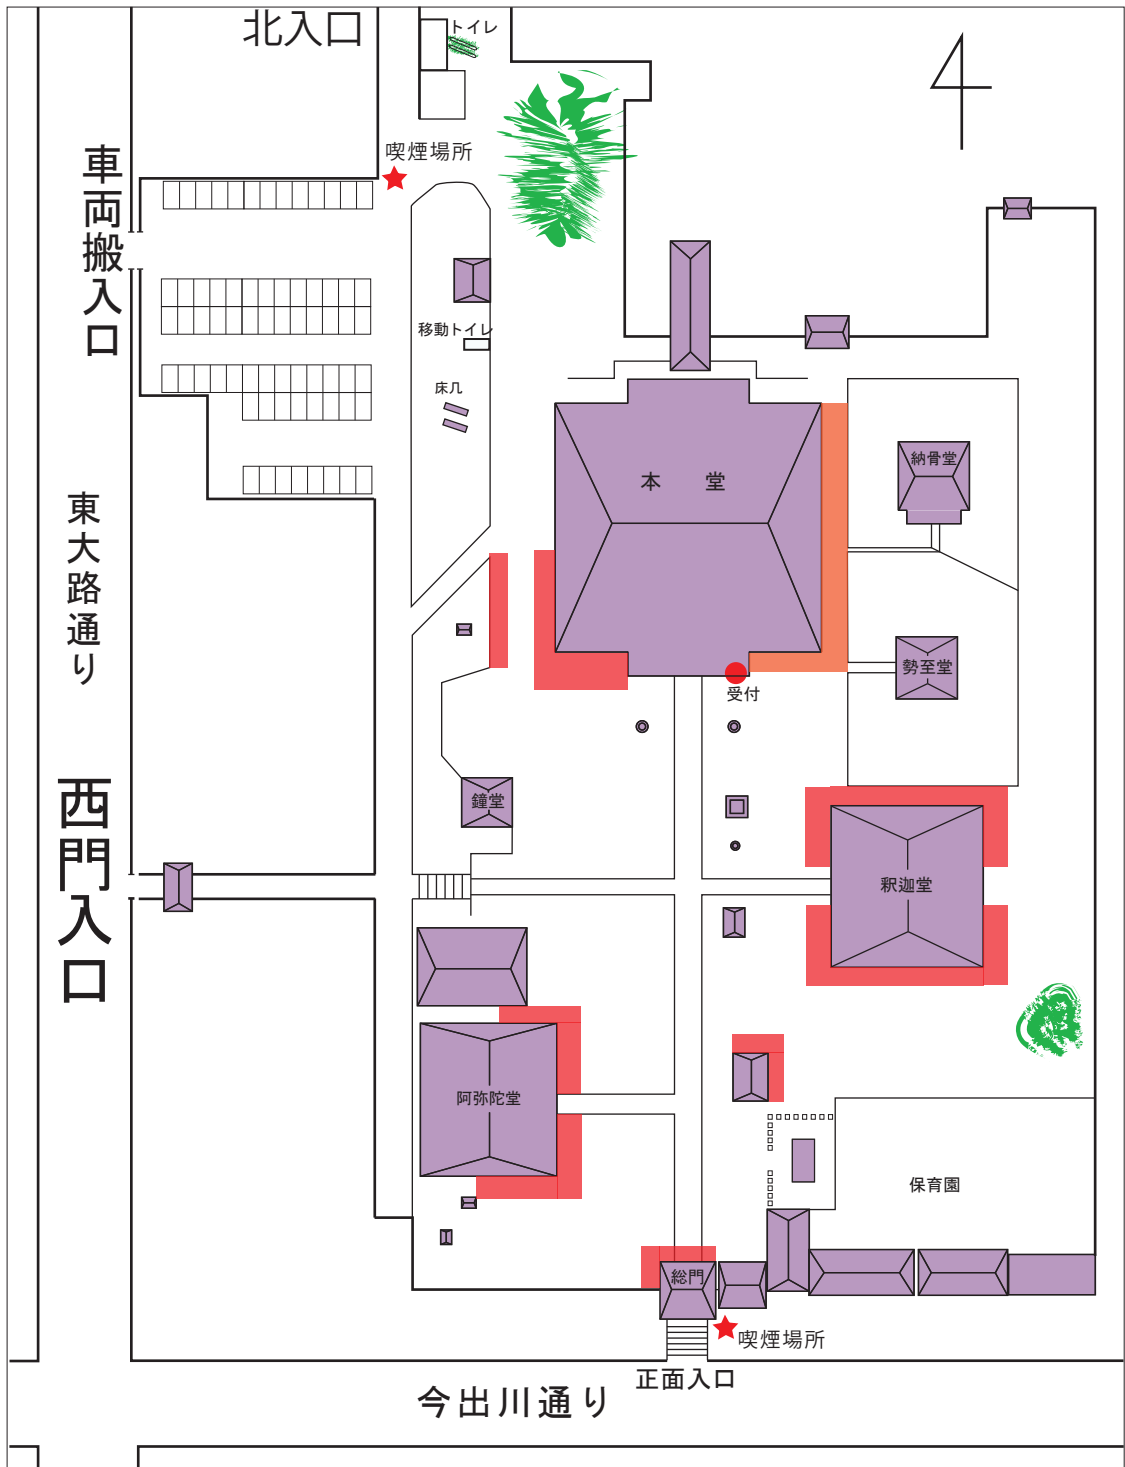 北入口
トイレ
喫煙場所
車両搬入口
移動トイレ
床几
本 堂
納骨堂
東大路通り
勢至堂
受付
西門入口
鐘堂
釈迦堂
阿弥陀堂
保育園
総門
喫煙場所
正面入口
今出川通り